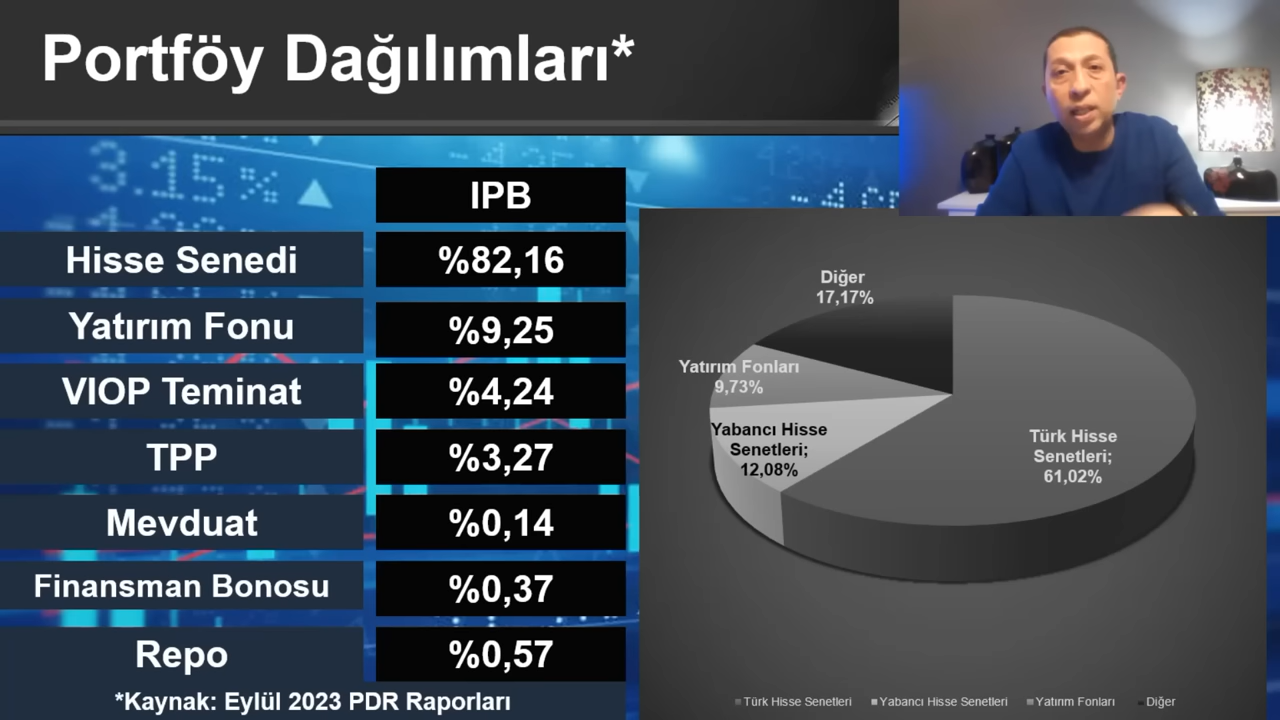 Portföy Dağılımları*
IPB
Hisse Senedi %82,16
Yatırım Fonu %9,25
VIOP Teminat %4,24
TPP %3,27
Mevduat %0,14
Finansman Bonosu %0,37
Repo %0,57
*Kaynak: Eylül 2023 PDR Raporları
Diğer
17,17%
Yatırım Fonları
9,73%
Yabancı Hisse
Senetleri;
12,08%
Türk Hisse
Senetleri;
61,02%
Türk Hisse Senetleri Yabancı Hisse Senetleri Yatırım Fonları Diğer
3.15%